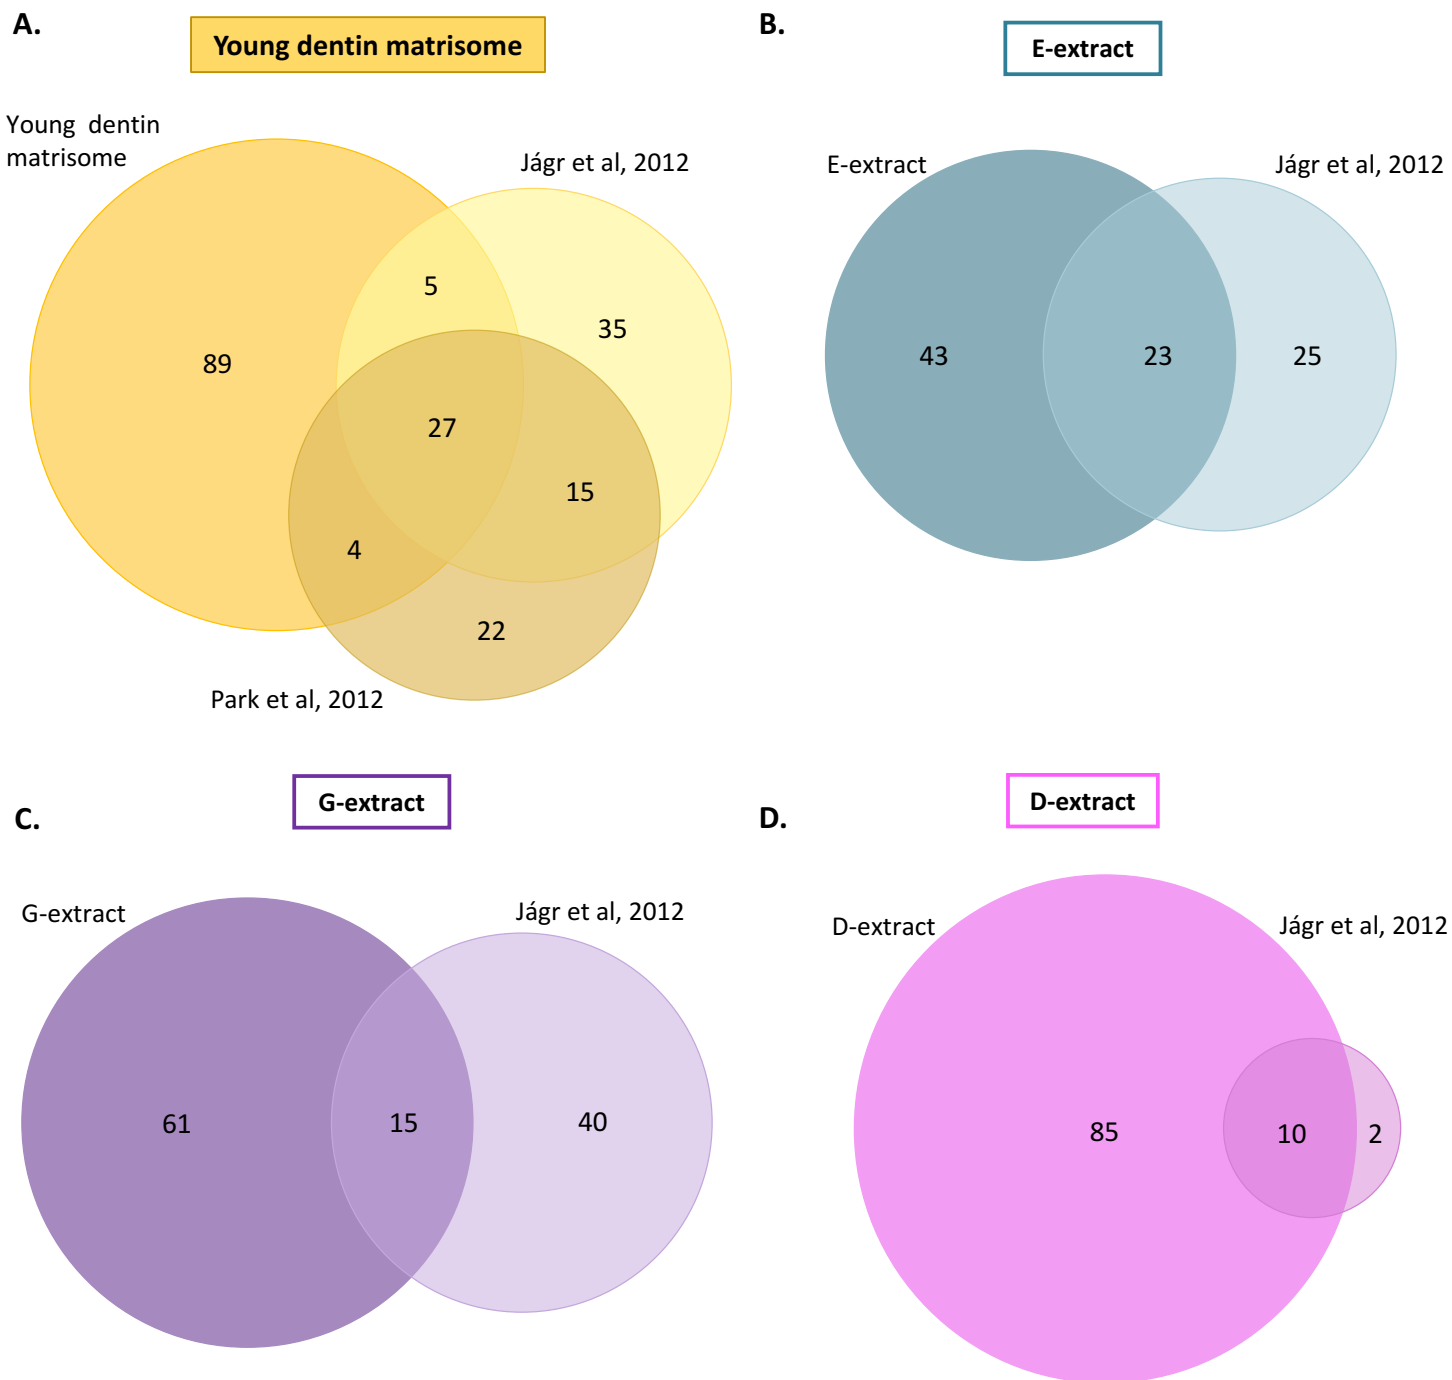 A.
Young dentin matrisome
Young dentin
matrisome
Jágr et al, 2012
5
35
89
27
15
4
22
Park et al, 2012
B.
E-extract
E-extract
Jágr et al, 2012
43
23
25
C.
G-extract
G-extract
Jágr et al, 2012
61
15
40
D.
D-extract
D-extract
Jágr et al, 2012
85
10
2